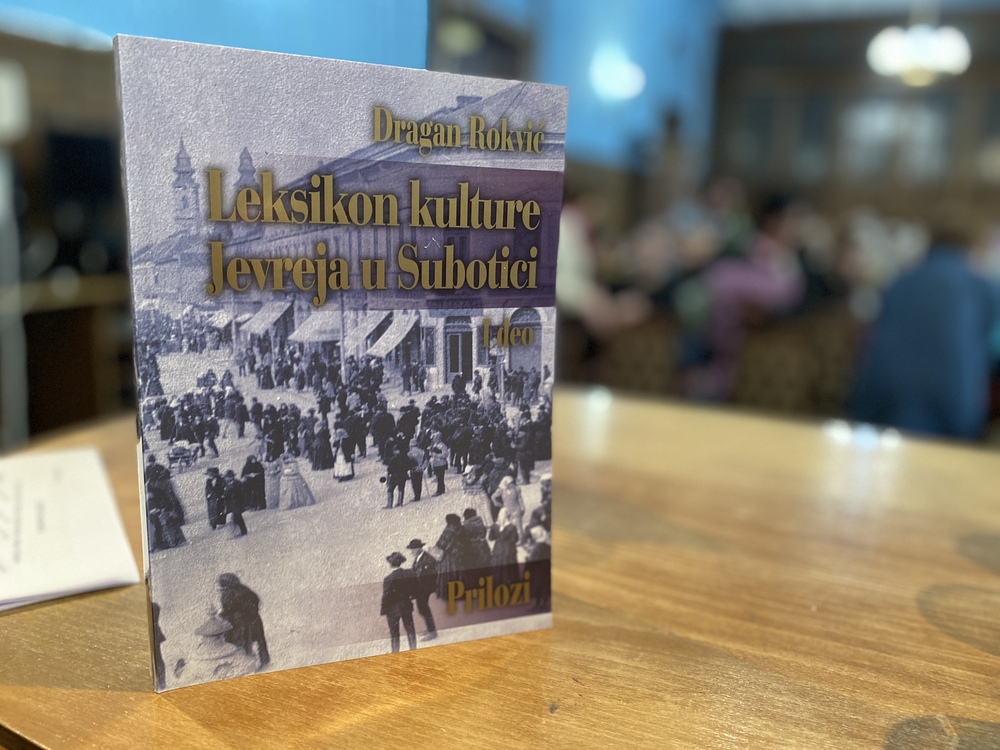 Dragan Rokvić
Leksikon kulture
Jevreja u Subotici
I deo
Prilozi